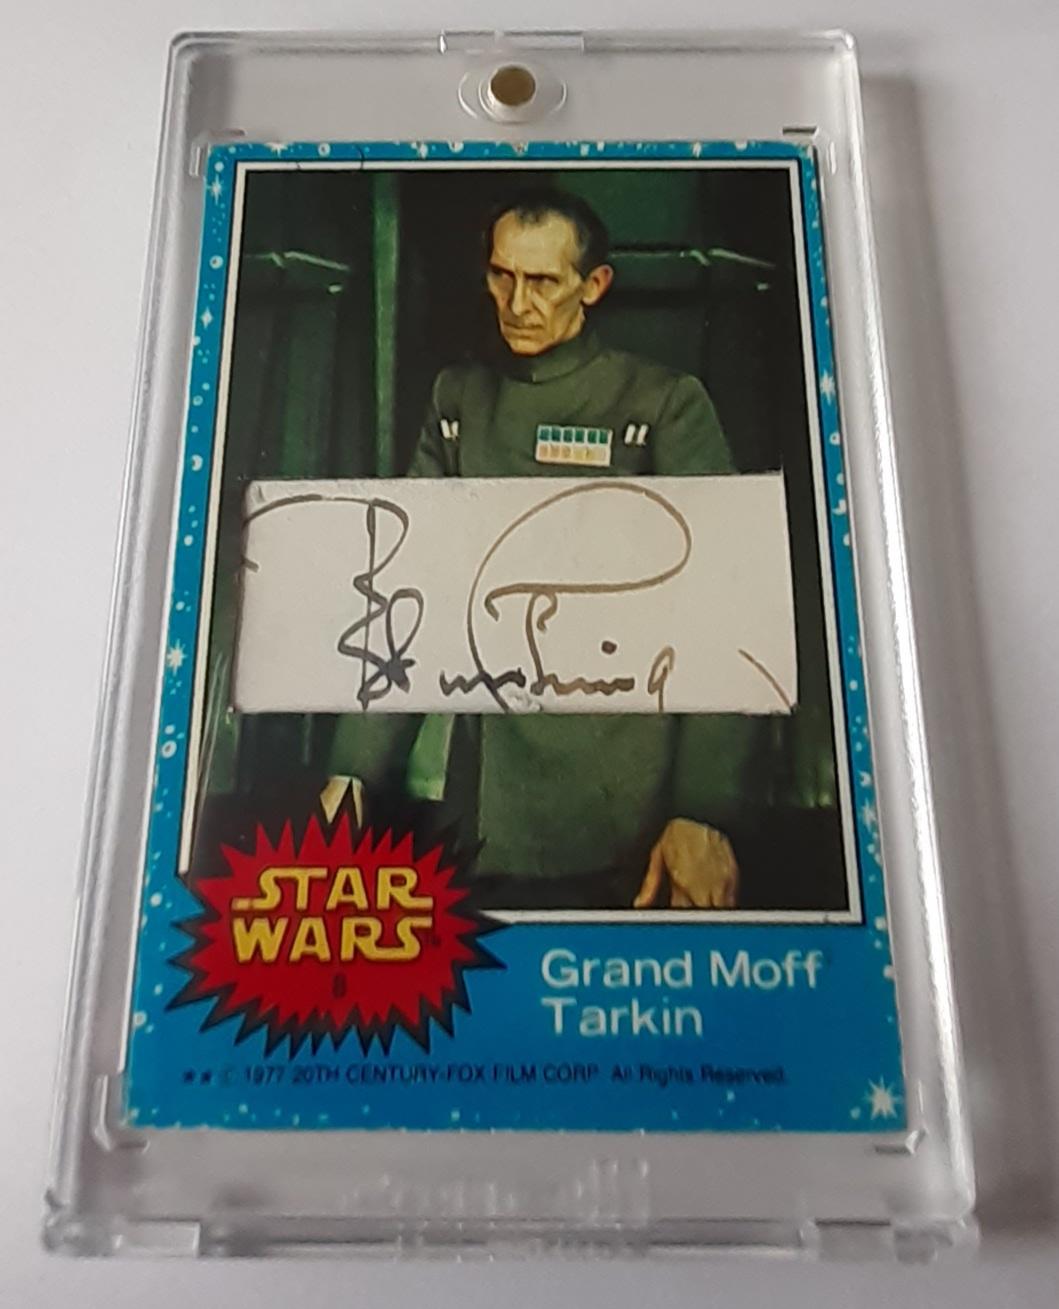 STAR
WARS
8
Grand Moff
Tarkin
★★ © 1977 20TH CENTURY-FOX FILM CORP. All Rights Reserved.